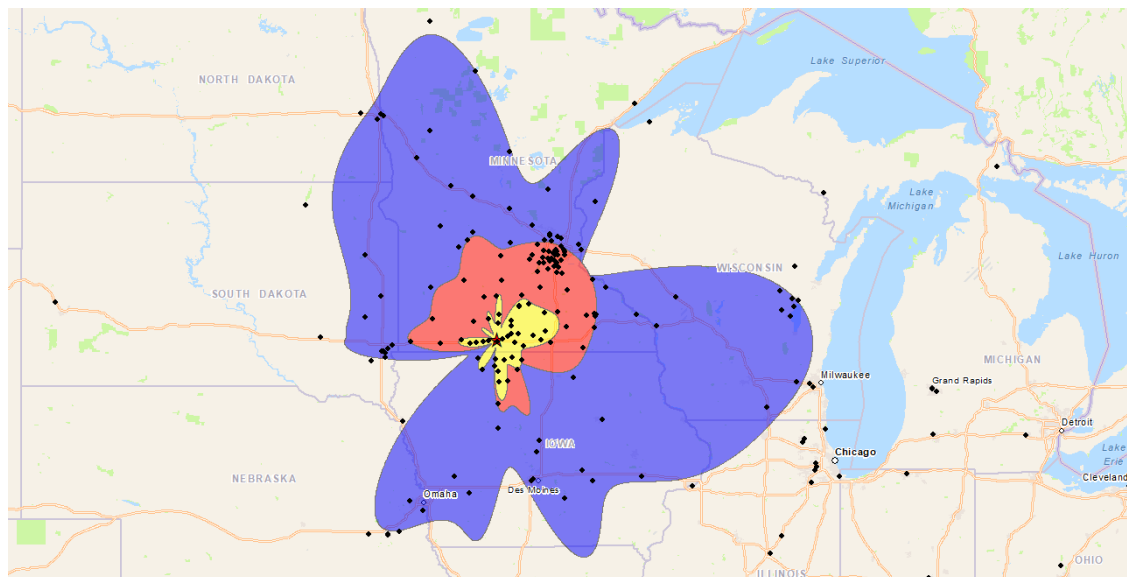 Lake Superior
NORTH DAKOTA
MINNESOTA
Lake
Michigan
Lake Huron
WISCONSIN
SOUTH DAKOTA
MICHIGAN
Milwaukee
Grand Rapids
Detroit
IOWA
Chicago
Lake
Erie
NEBRASKA
Cleveland
Omaha
Des Moines
OHIO
ILLINOIS